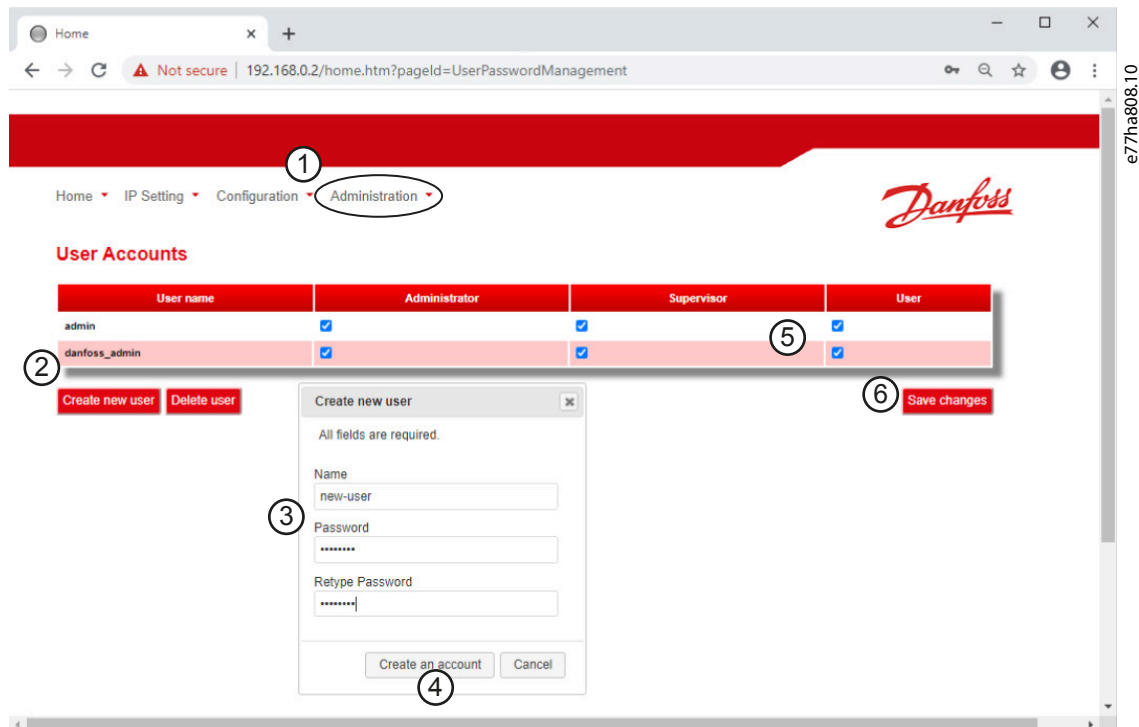 Home
Not secure | 192.168.0.2/home.htm?pageId=UserPasswordManagement
e77ha808.10
1
Home IP Setting Configuration Administration
Danfoss
User Accounts
User name Administrator Supervisor User
admin
5
danfoss_admin
2
Create new user Delete user
6 Save changes
Create new user
All fields are required.
Name
new-user
3
Password
••••••••
Retype Password
••••••••
Create an account Cancel
4